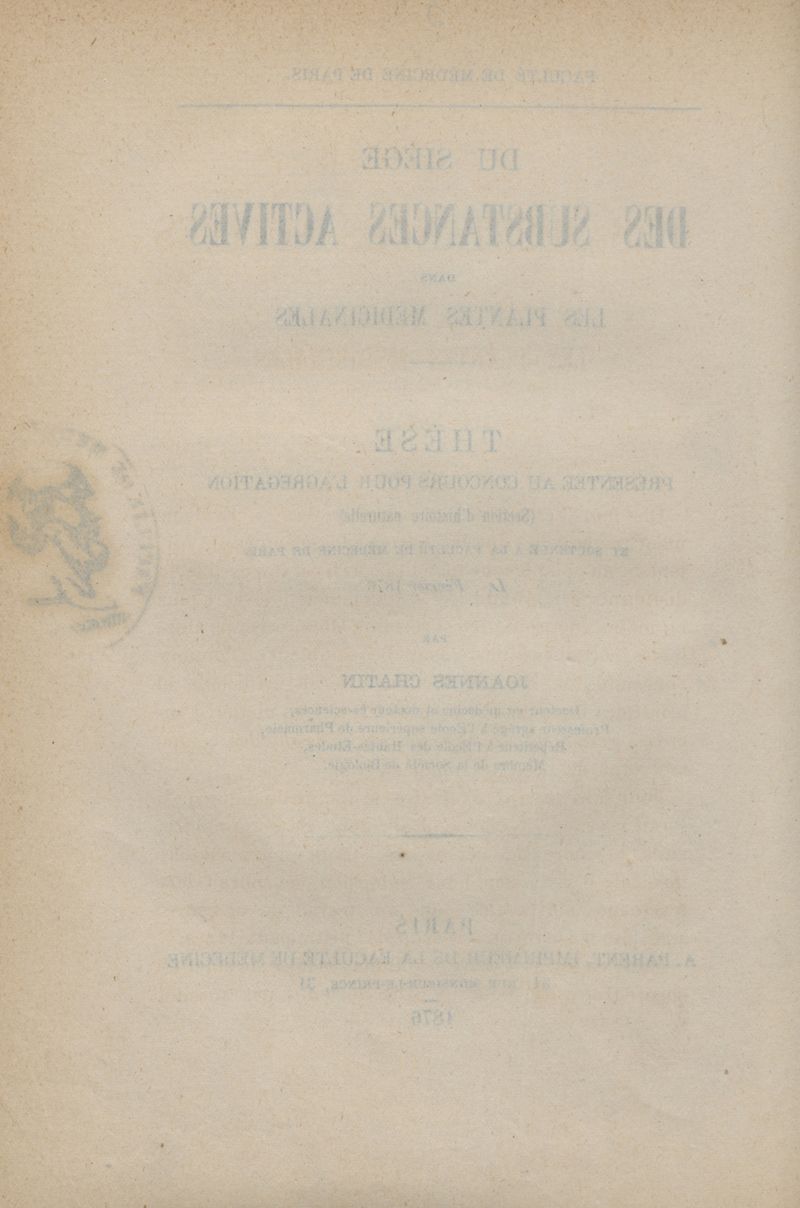 FACULTÉ DE MÉDECINE DE PARIS.
DU SIÈGE
DES SUBSTANCES ACTIVES
DANS
LES PLANTES MÉDICINALES
THÈSE
PRÉSENTÉE AU CONCOURS POUR L'AGRÉGATION
(Section d'histoire naturelle)
ET SOUTENUE A LA FACULTÉ DE MÉDECINE DE PARIS
Le Février 1876
PAR
JOANNES CHATIN
Docteur en médecine et docteur ès-sciences,
Professeur agrégé à l'École supérieure de Pharmacie,
Répétiteur à l'École des Hautes-Études,
Membre de la Société de Biologie.
PARIS
A. PARENT, IMPRIMEUR DE LA FACULTÉ DE MÉDECINE
31, RUE MONSIEUR-LE-PRINCE, 31
1876